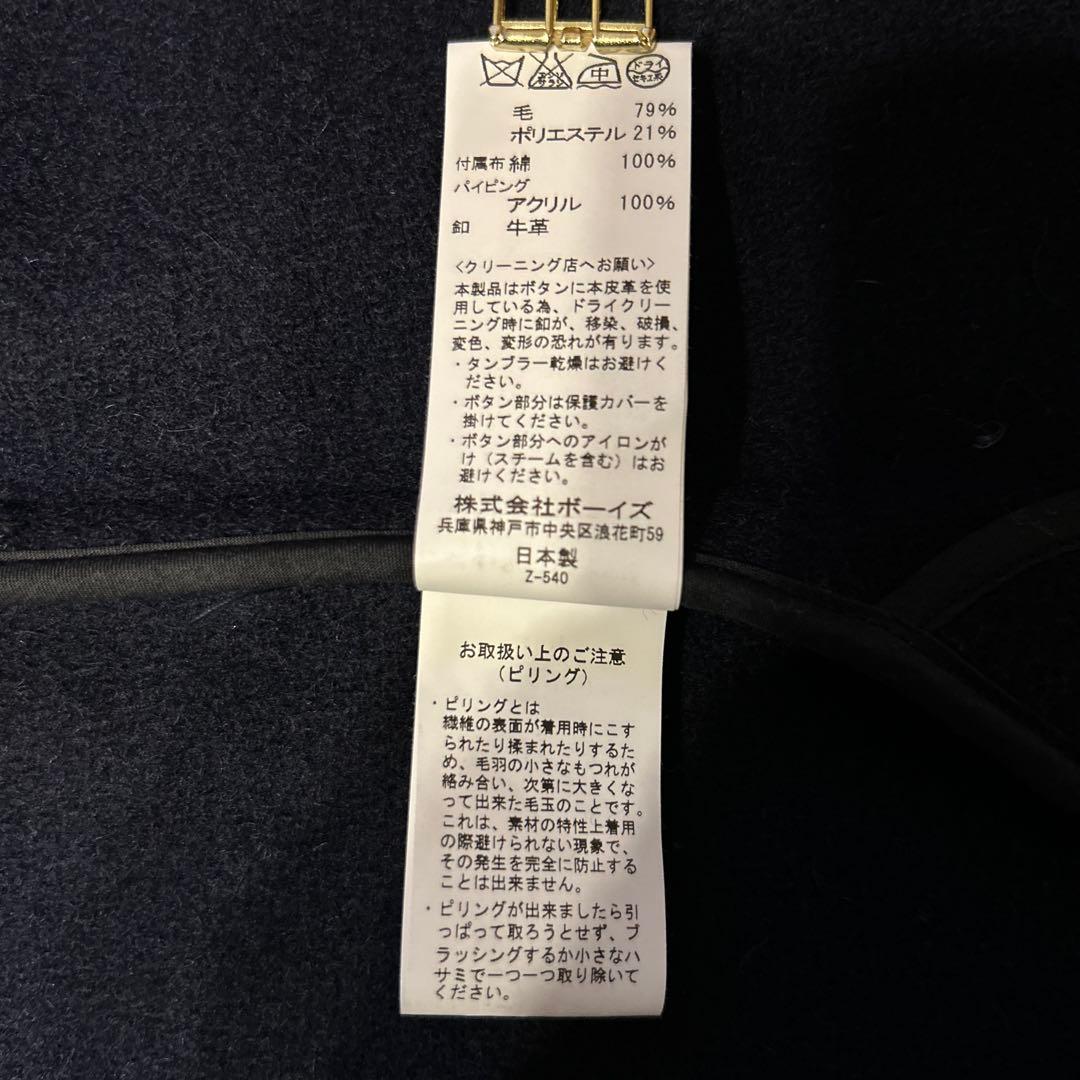 エンソ
サラシ
中
ドライ
セキユ系
毛 79%
ポリエステル 21%
付属布 綿 100%
パイピング
アクリル 100%
釦 牛革
<クリーニング店へお願い>
本製品はボタンに本皮革を使
用している為、ドライクリー
ニング時に釦が、移染、破損、
変色、変形の恐れが有ります。
・タンブラー乾燥はお避けく
ださい。
・ボタン部分は保護カバーを
掛けてください。
・ボタン部分へのアイロンが
け(スチームを含む)はお
避けください。
株式会社ボーイズ
兵庫県神戸市中央区浪花町59
日本製
Z-540
お取扱い上のご注意
(ピリング)
・ピリングとは
繊維の表面が着用時にこす
られたり揉まれたりするた
め、毛羽の小さなもつれが
絡み合い、次第に大きくな
って出来た毛玉のことです。
これは、素材の特性上着用
の際避けられない現象で、
その発生を完全に防止する
ことは出来ません。
・ピリングが出来ましたら引
っぱって取ろうとせず、ブ
ラッシングするか小さなハ
サミで一つ一つ取り除いて
ください。